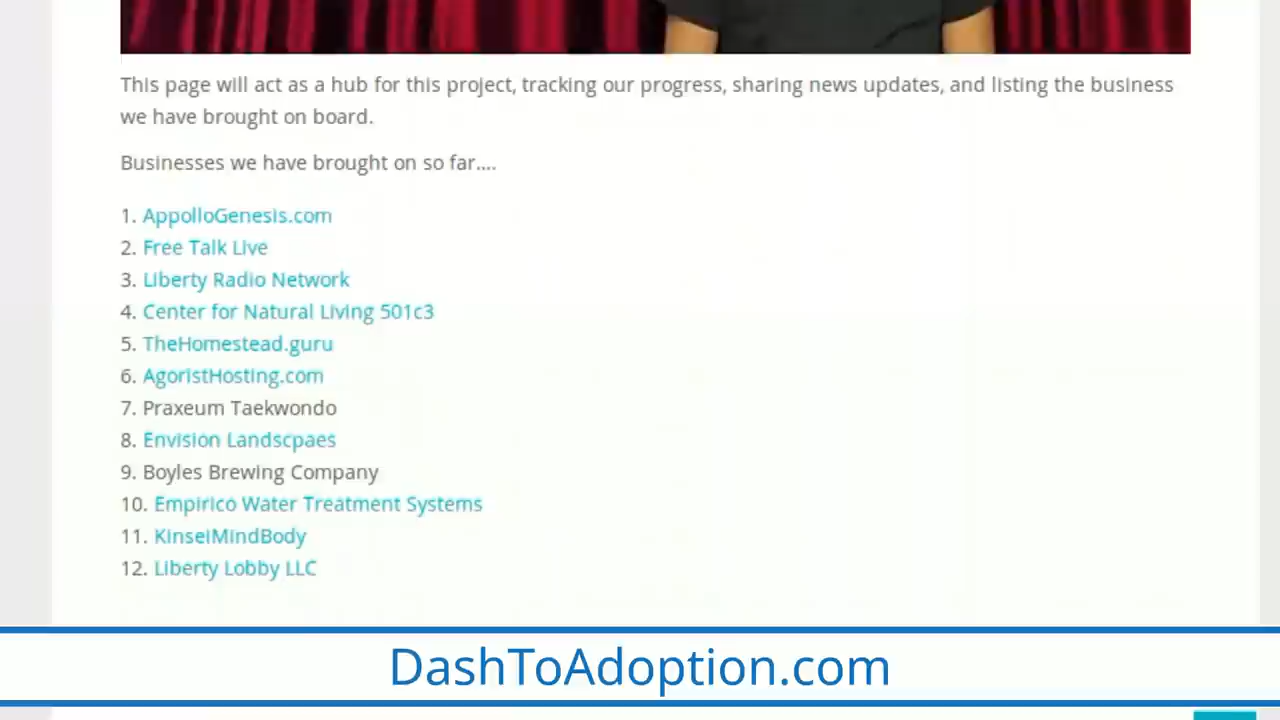 This page will act as a hub for this project, tracking our progress, sharing news updates, and listing the business
we have brought on board.
Businesses we have brought on so far....
1. AppolloGenesis.com
2. Free Talk Live
3. Liberty Radio Network
4. Center for Natural Living 501c3
5. TheHomestead.guru
6. AgoristHosting.com
7. Praxeum Taekwondo
8. Envision Landscpaes
9. Boyles Brewing Company
10. Empirico Water Treatment Systems
11. KinseiMindBody
12. Liberty Lobby LLC
DashToAdoption.com